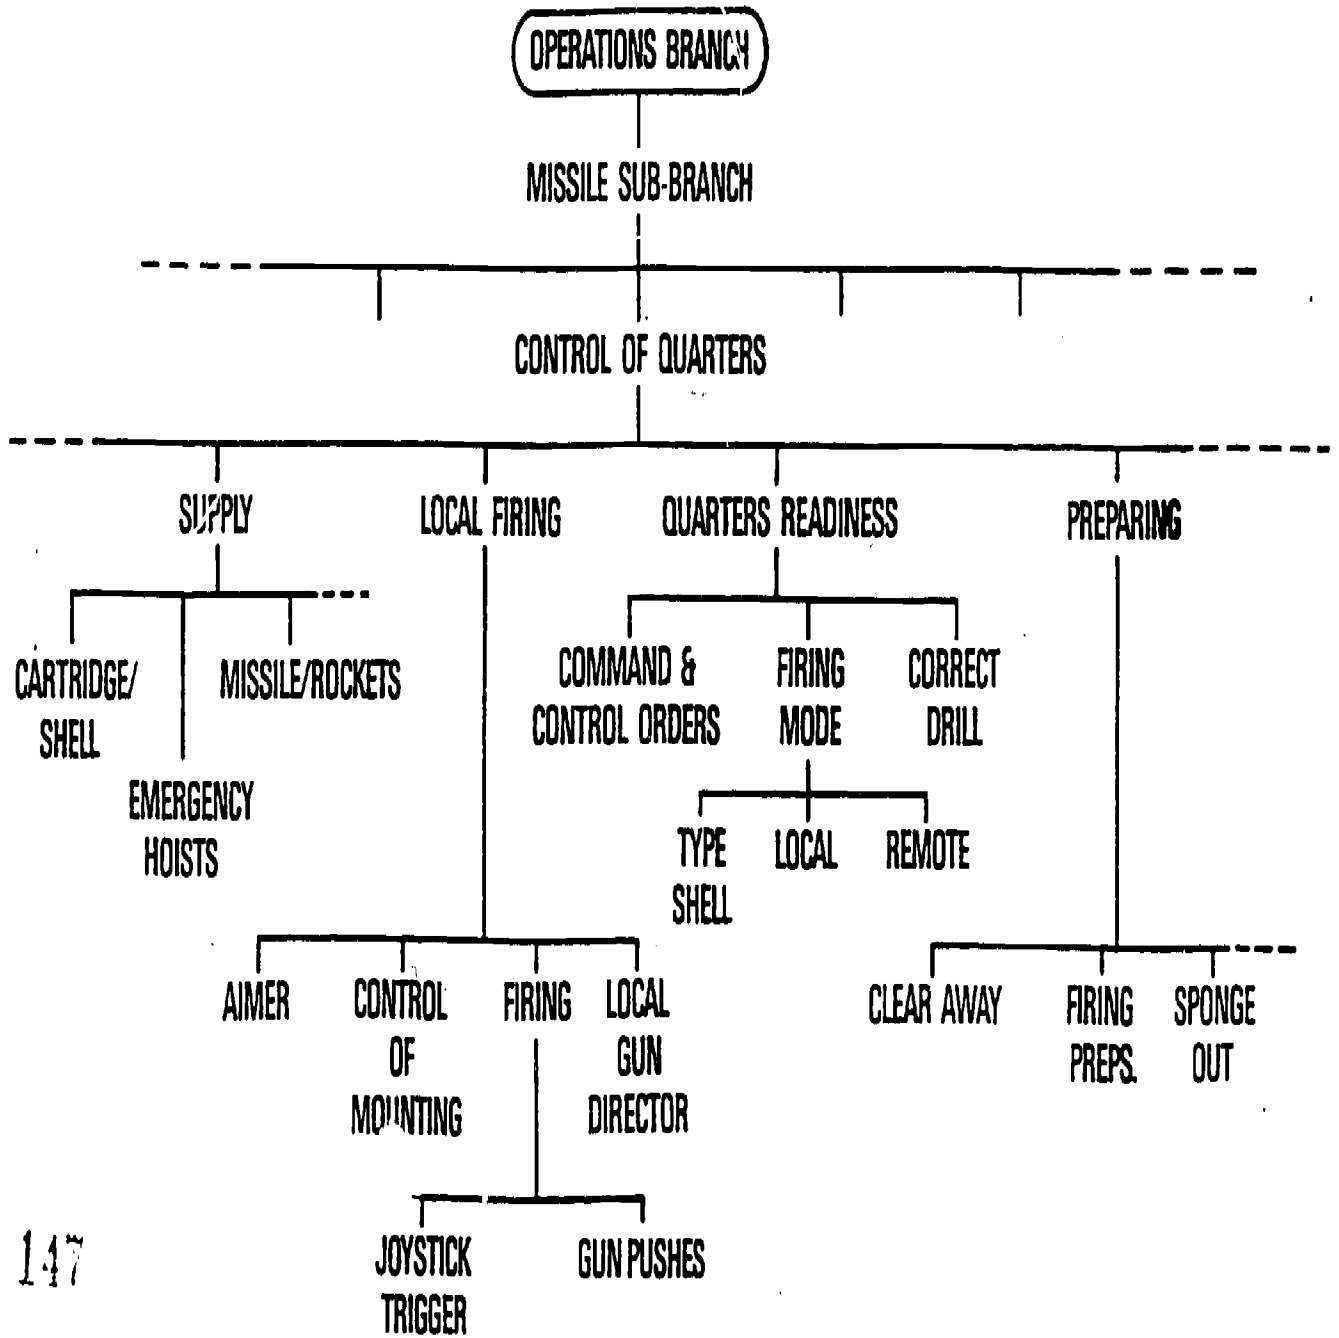 OPERATIONS BRANCH
MISSILE SUB-BRANCH
CONTROL OF QUARTERS
SUPPLY
LOCAL FIRING
QUARTERS READINESS
PREPARING
CARTRIDGE/
SHELL
EMERGENCY
HOISTS
MISSILE/ROCKETS
COMMAND &
CONTROL ORDERS
FIRING
MODE
CORRECT
DRILL
TYPE
SHELL
LOCAL
REMOTE
AIMER
CONTROL
OF
MOUNTING
FIRING
LOCAL
GUN
DIRECTOR
CLEAR AWAY
FIRING
PREPS.
SPONGE
OUT
JOYSTICK
TRIGGER
GUN PUSHES
147